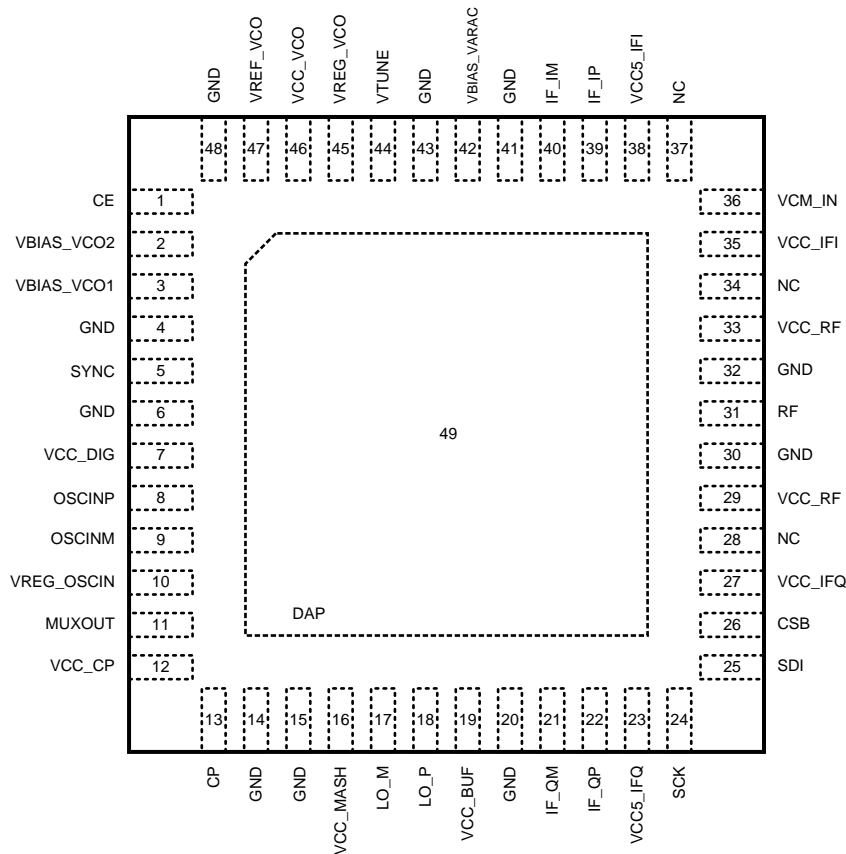 GND
VREF_VCO
VCC_VCO
VREG_VCO
VTUNE
GND
VBIAS_VARAC
GND
IF_IM
IF_IP
VCC5_IFI
NC
48
47
46
45
44
43
42
41
40
39
38
37
CE 1
VBIAS_VCO2 2
VBIAS_VCO1 3
GND 4
SYNC 5
GND 6
VCC_DIG 7
OSCINP 8
OSCINM 9
VREG_OSCIN 10
MUXOUT 11
VCC_CP 12
36 VCM_IN
35 VCC_IFI
34 NC
33 VCC_RF
32 GND
31 RF
30 GND
29 VCC_RF
28 NC
27 VCC_IFQ
26 CSB
25 SDI
49
DAP
13
14
15
16
17
18
19
20
21
22
23
24
CP
GND
GND
VCC_MASH
LO_M
LO_P
VCC_BUF
GND
IF_QM
IF_QP
VCC5_IFQ
SCK